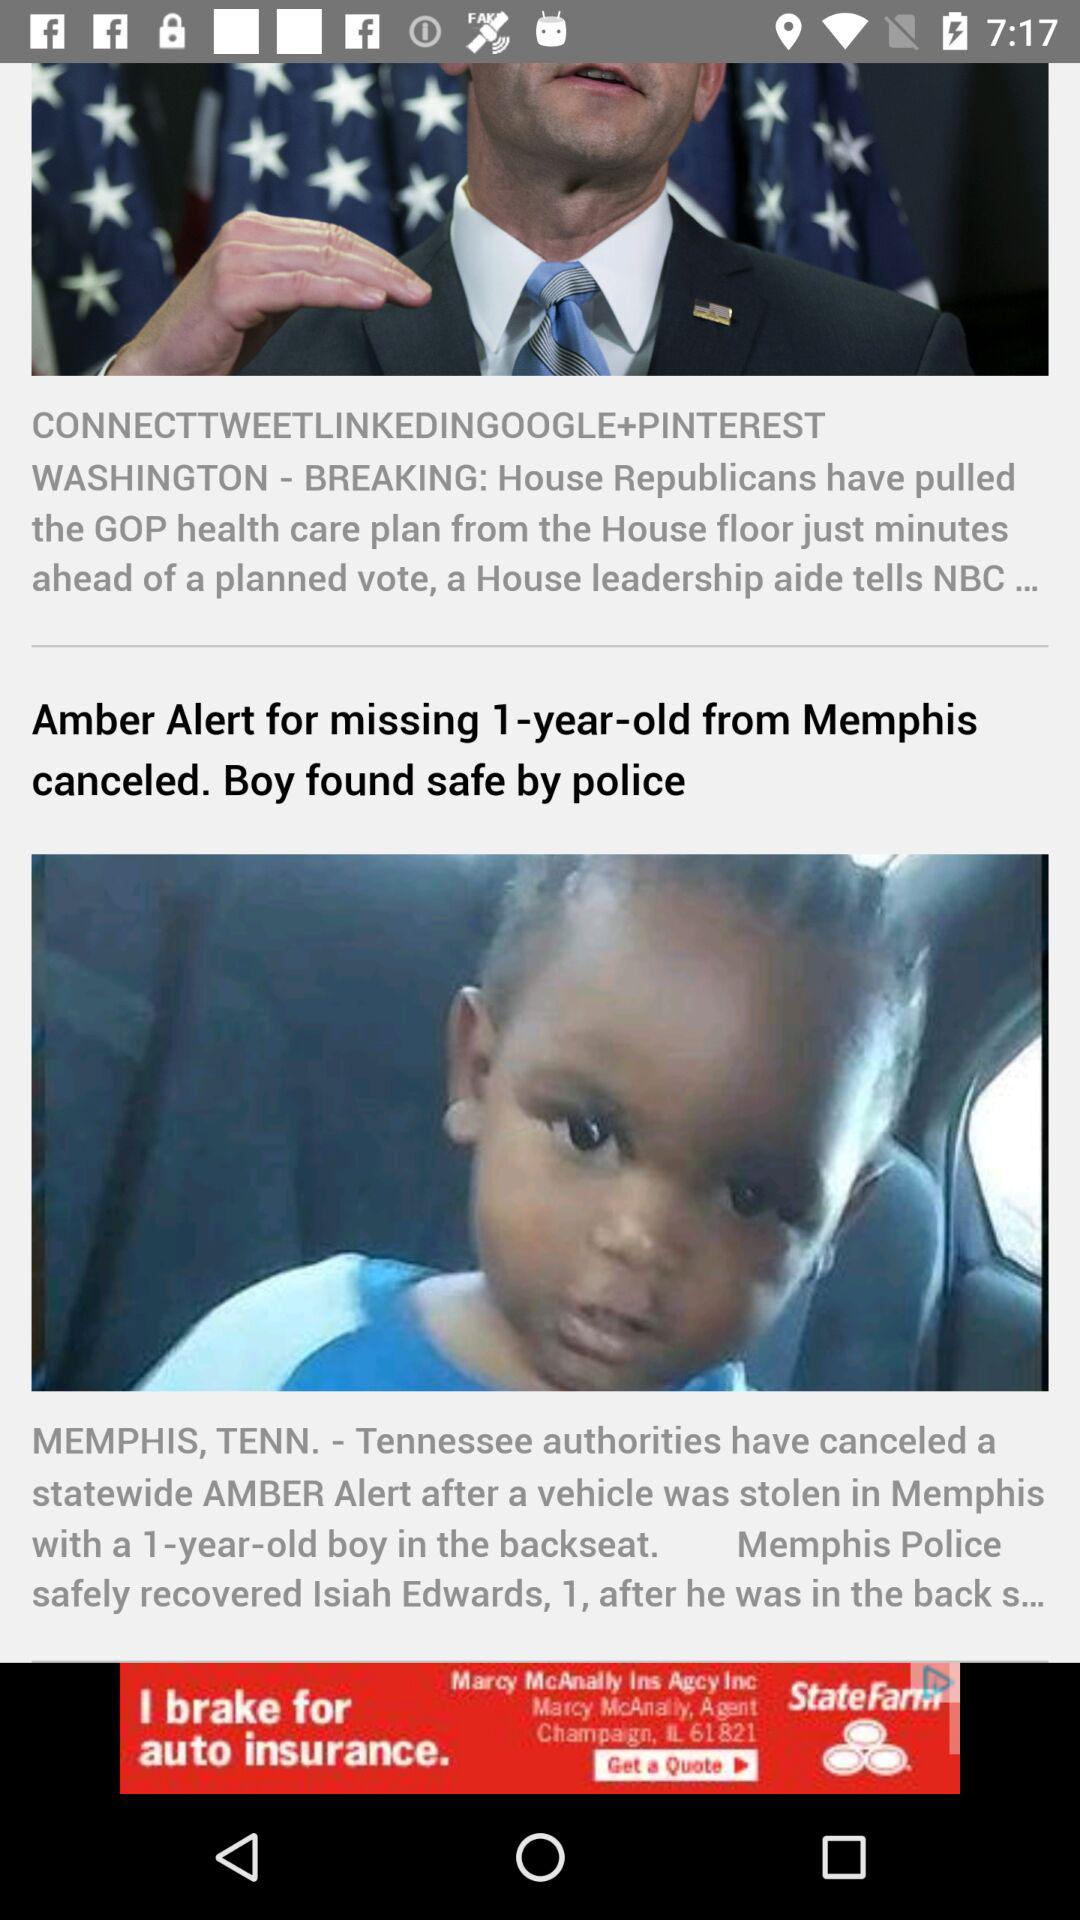 FAKE
7:17
CONNECTTWEETLINKEDINGOOGLE+PINTEREST
WASHINGTON - BREAKING: House Republicans have pulled
the GOP health care plan from the House floor just minutes
ahead of a planned vote, a House leadership aide tells NBC ...
Amber Alert for missing 1-year-old from Memphis
canceled. Boy found safe by police
MEMPHIS, TENN. - Tennessee authorities have canceled a
statewide AMBER Alert after a vehicle was stolen in Memphis
with a 1-year-old boy in the backseat. Memphis Police
safely recovered Isiah Edwards, 1, after he was in the back s...
I brake for
auto insurance.
Marcy McAnally Ins Agcy Inc
Marcy McAnally, Agent
Champaign, IL 61821
Get a Quote
StateFarm